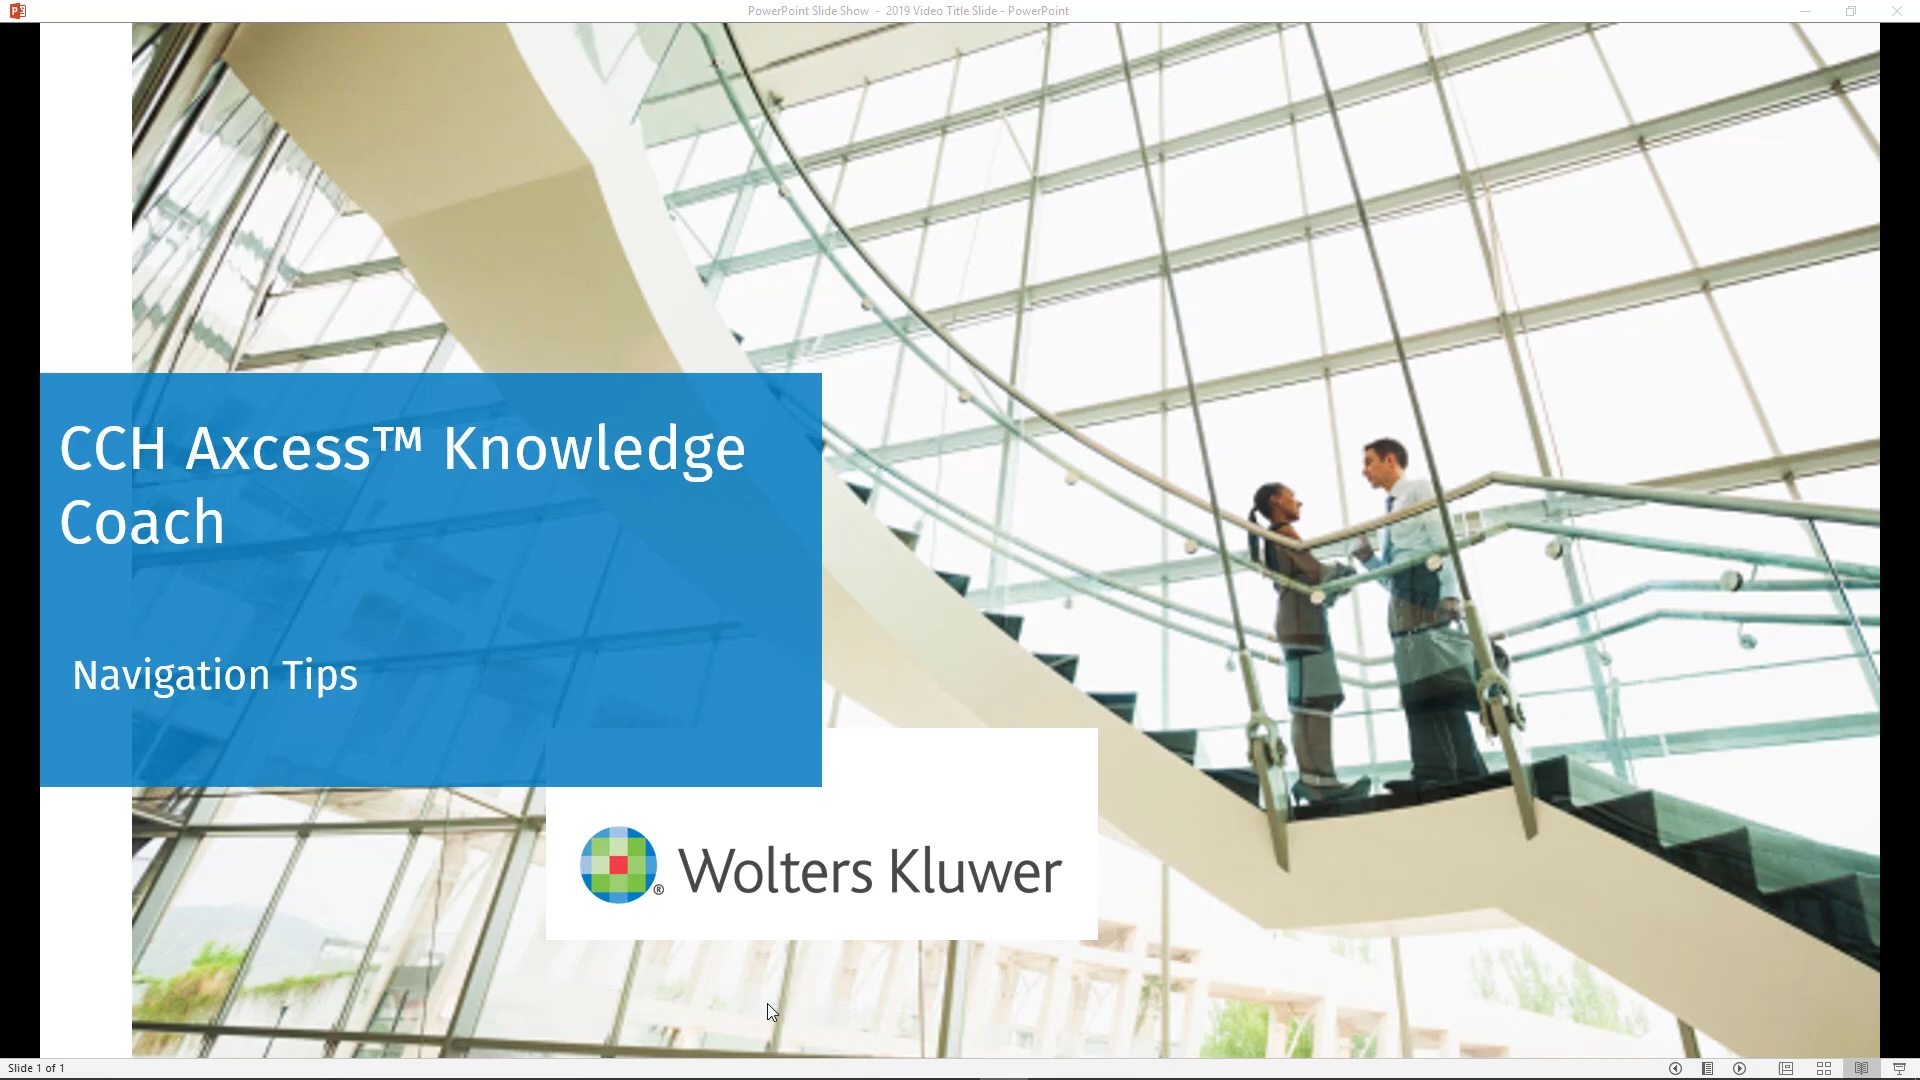 PowerPoint Slide Show - 2019 Video Title Slide - PowerPoint
CCH Axcess™ Knowledge
Coach
Navigation Tips
® Wolters Kluwer
Slide 1 of 1